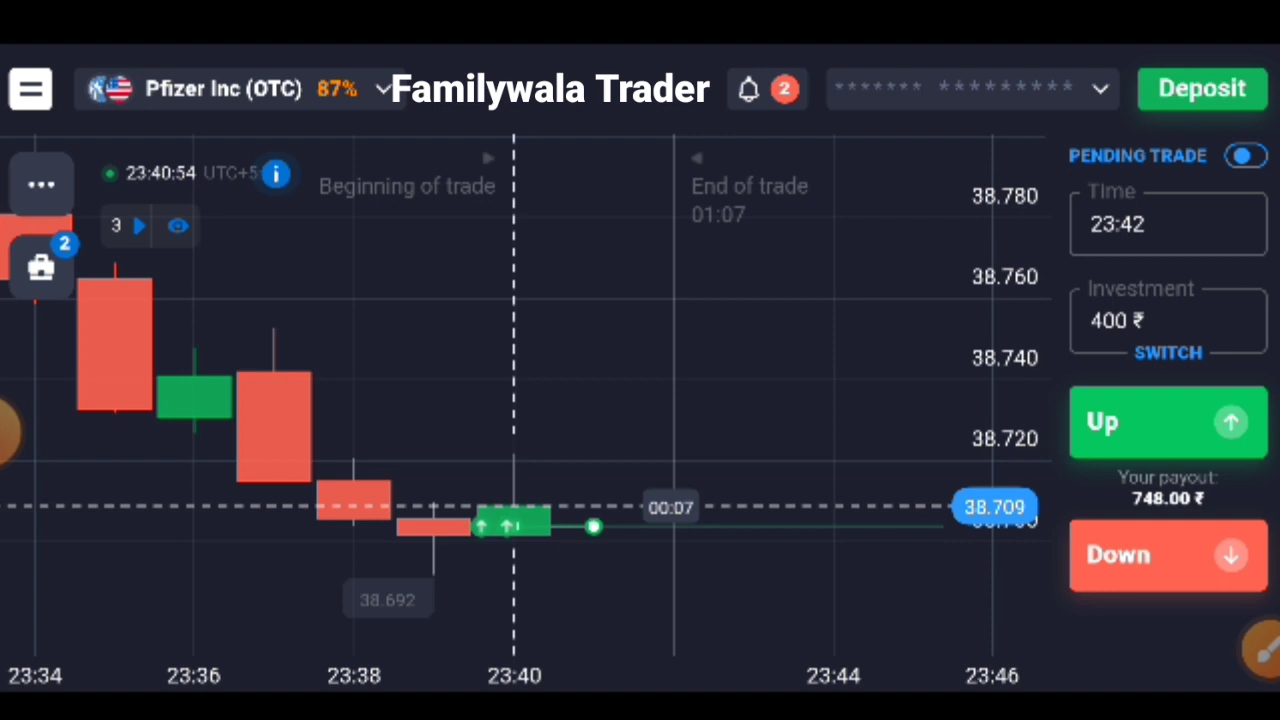 Pfizer Inc (OTC) 87%
Familywala Trader
2
******* *********
Deposit
23:40:54 UTC+5
Beginning of trade
End of trade
01:07
3
2
38.780
38.760
38.740
38.720
38.709
00:07
38.692
23:34
23:36
23:38
23:40
23:44
23:46
PENDING TRADE
Time
23:42
Investment
400 ₹
SWITCH
Up
Your payout:
748.00 ₹
Down